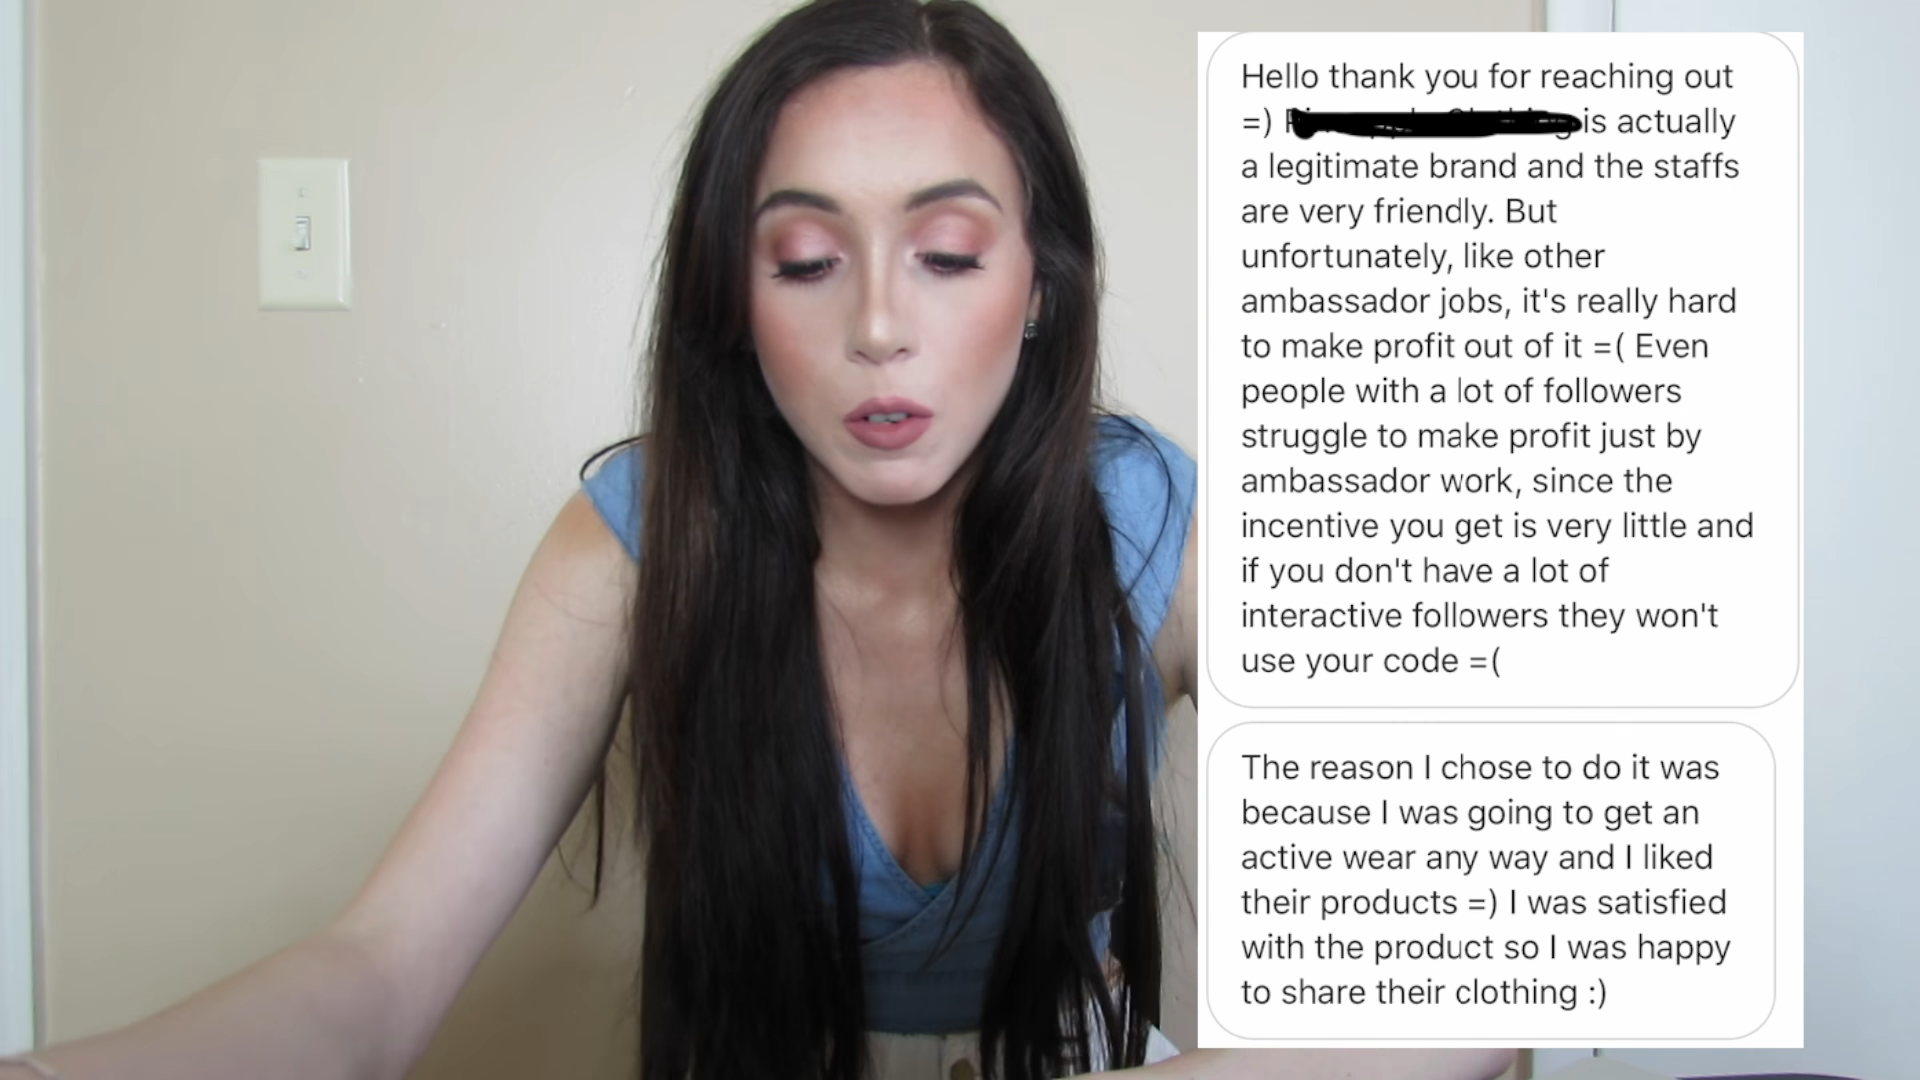 Hello thank you for reaching out
=) is actually
a legitimate brand and the staffs
are very friendly. But
unfortunately, like other
ambassador jobs, it's really hard
to make profit out of it =( Even
people with a lot of followers
struggle to make profit just by
ambassador work, since the
incentive you get is very little and
if you don't have a lot of
interactive followers they won't
use your code =(
The reason I chose to do it was
because I was going to get an
active wear any way and I liked
their products =) I was satisfied
with the product so I was happy
to share their clothing :)